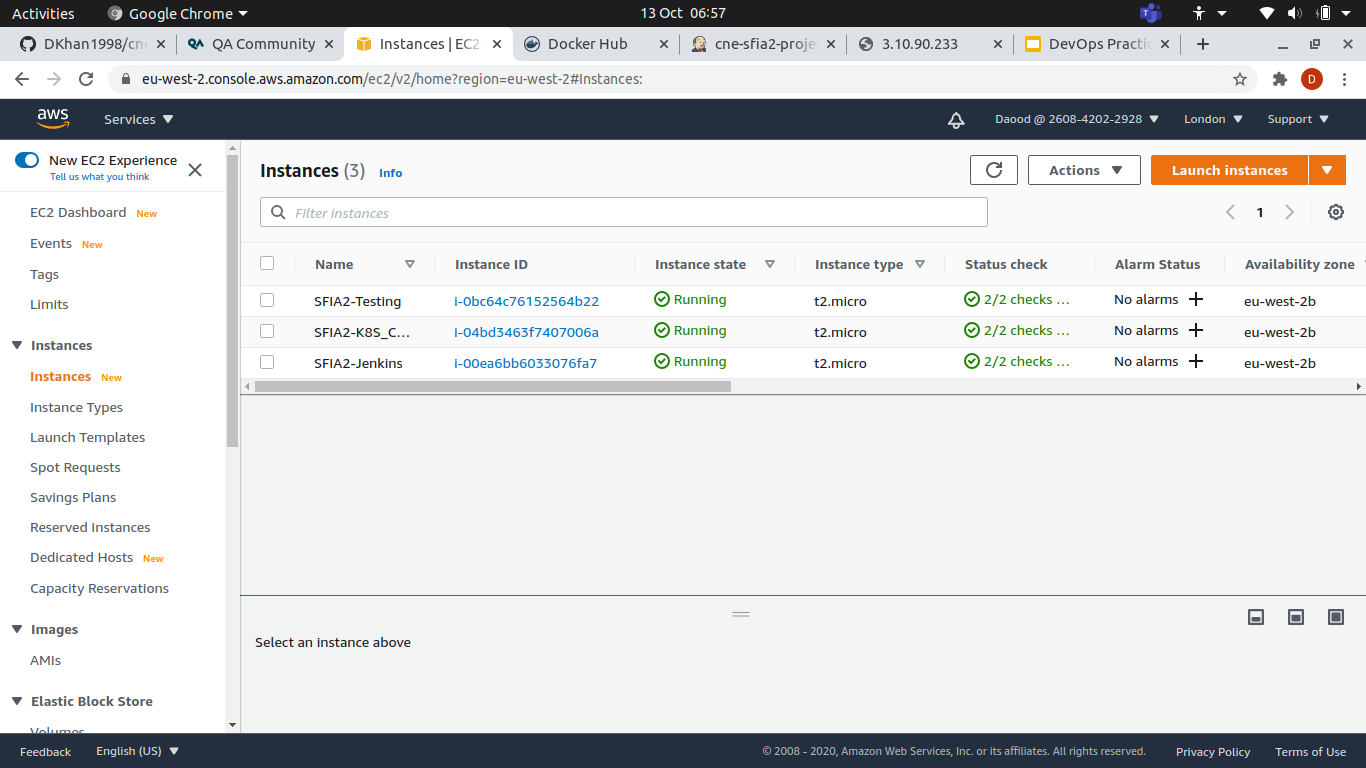 Activities
Google Chrome
13 Oct 06:57
DKhan1998/cne
QA Community
Instances | EC2
Docker Hub
cne-sfia2-proje
3.10.90.233
DevOps Practic
eu-west-2.console.aws.amazon.com/ec2/v2/home?region=eu-west-2#Instances:
D
aws
Services
Daood @ 2608-4202-2928
London
Support
New EC2 Experience
Tell us what you think
EC2 Dashboard New
Events New
Tags
Limits
Instances
Instances New
Instance Types
Launch Templates
Spot Requests
Savings Plans
Reserved Instances
Dedicated Hosts New
Capacity Reservations
Images
AMIs
Elastic Block Store
Volumes
Instances (3) Info
Actions
Launch instances
Filter instances
1
Name Instance ID Instance state Instance type Status check Alarm Status Availability zone
SFIA2-Testing i-0bc64c76152564b22 Running t2.micro 2/2 checks ... No alarms eu-west-2b
SFIA2-K8S_C... i-04bd3463f7407006a Running t2.micro 2/2 checks ... No alarms eu-west-2b
SFIA2-Jenkins i-00ea6bb6033076fa7 Running t2.micro 2/2 checks ... No alarms eu-west-2b
Select an instance above
Feedback
English (US)
© 2008 - 2020, Amazon Web Services, Inc. or its affiliates. All rights reserved.
Privacy Policy
Terms of Use